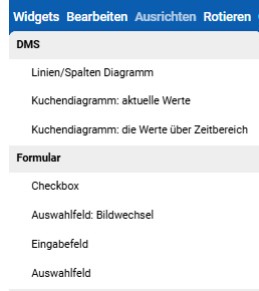 Widgets Bearbeiten Ausrichten Rotieren
DMS
Linien/Spalten Diagramm
Kuchendiagramm: aktuelle Werte
Kuchendiagramm: die Werte über Zeitbereich
Formular
Checkbox
Auswahlfeld: Bildwechsel
Eingabefeld
Auswahlfeld